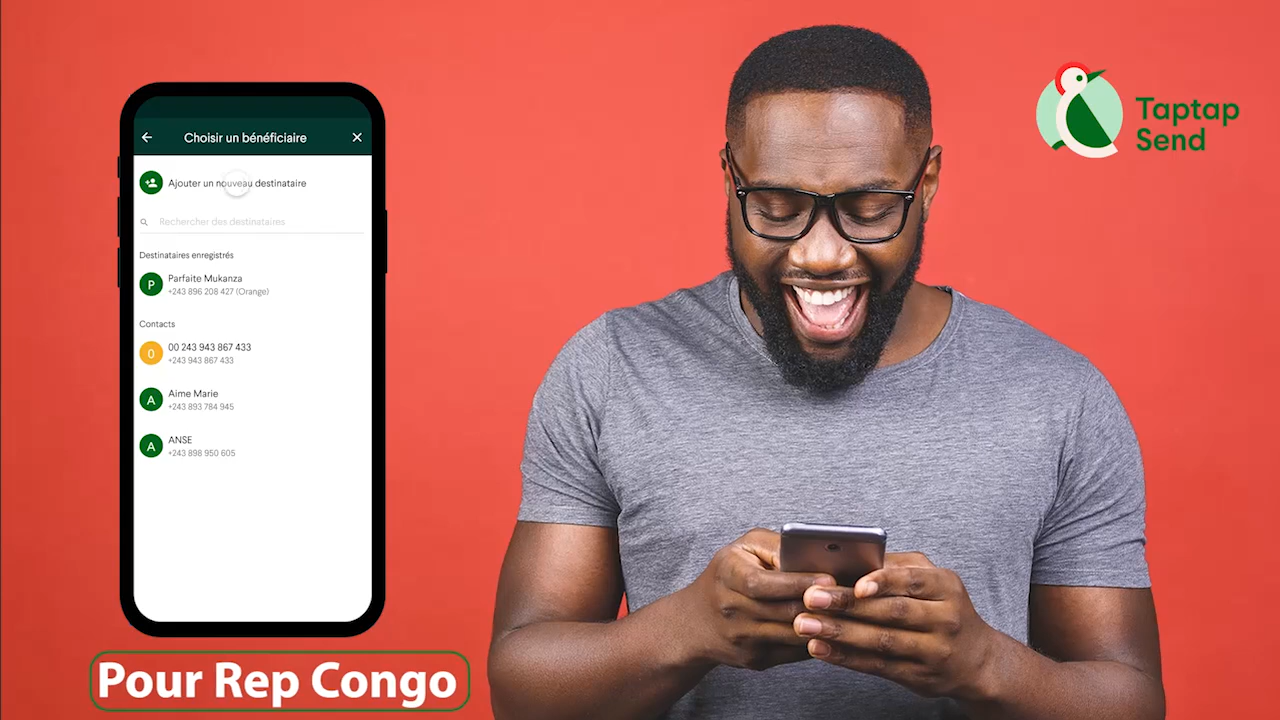 Choisir un bénéficiaire
Ajouter un nouveau destinataire
Rechercher des destinataires
Destinataires enregistrés
P
Parfaite Mukanza
+243 896 208 427 (Orange)
Contacts
0
00 243 943 867 433
+243 943 867 433
A
Aime Marie
+243 893 784 945
A
ANSE
+243 898 950 605
Pour Rep Congo
Taptap
Send